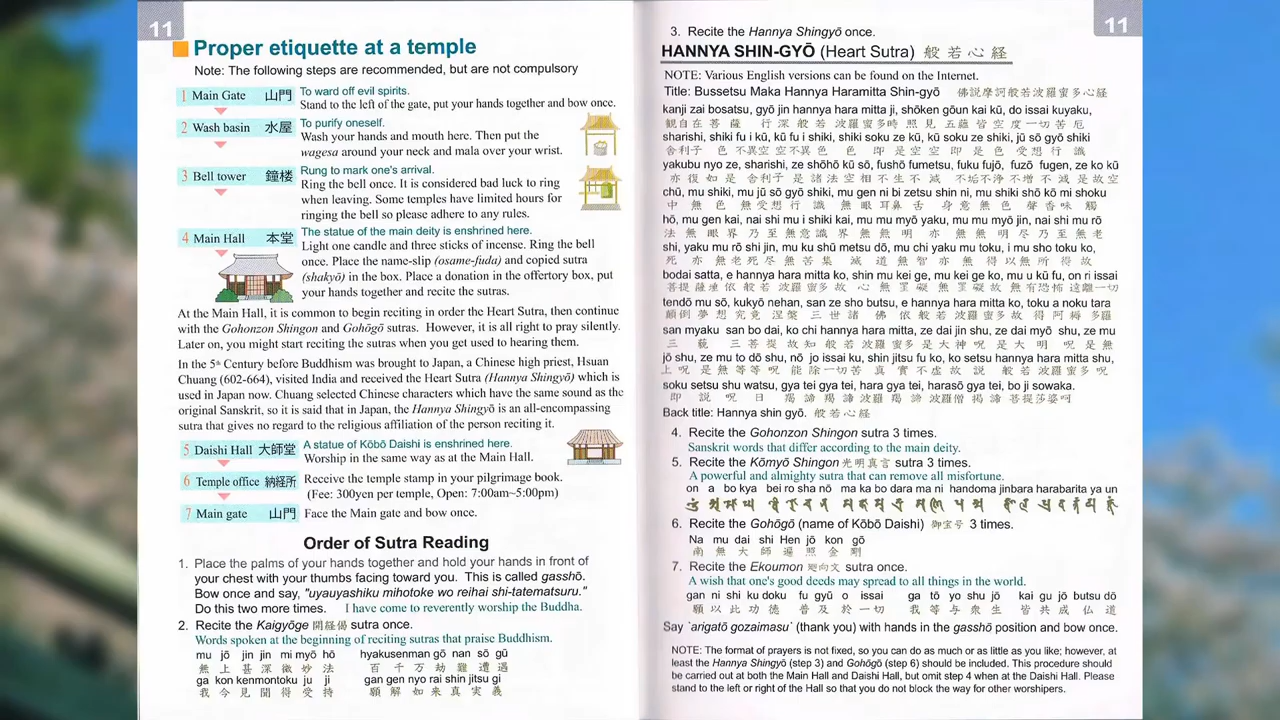 11
Proper etiquette at a temple
Note: The following steps are recommended, but are not compulsory
1 Main Gate 山門
To ward off evil spirits.
Stand to the left of the gate, put your hands together and bow once.
2 Wash basin 水屋
To purify oneself.
Wash your hands and mouth here. Then put the
wagesa around your neck and mala over your wrist.
3 Bell tower 鐘楼
Rung to mark one's arrival.
Ring the bell once. It is considered bad luck to ring
when leaving. Some temples have limited hours for
ringing the bell so please adhere to any rules.
4 Main Hall 本堂
The statue of the main deity is enshrined here.
Light one candle and three sticks of incense. Ring the bell
once. Place the name-slip (osame-fuda) and copied sutra
(shakyō) in the box. Place a donation in the offertory box, put
your hands together and recite the sutras.
At the Main Hall, it is common to begin reciting in order the Heart Sutra, then continue
with the Gohonzon Shingon and Gohōgō sutras. However, it is all right to pray silently.
Later on, you might start reciting the sutras when you get used to hearing them.
In the 5th Century before Buddhism was brought to Japan, a Chinese high priest, Hsuan
Chuang (602-664), visited India and received the Heart Sutra (Hannya Shingyō) which is
used in Japan now. Chuang selected Chinese characters which have the same sound as the
original Sanskrit, so it is said that in Japan, the Hannya Shingyō is an all-encompassing
sutra that gives no regard to the religious affiliation of the person reciting it.
5 Daishi Hall 大師堂
A statue of Kōbō Daishi is enshrined here.
Worship in the same way as at the Main Hall.
6 Temple office 納経所
Receive the temple stamp in your pilgrimage book.
(Fee: 300yen per temple, Open: 7:00am~5:00pm)
7 Main gate 山門
Face the Main gate and bow once.
Order of Sutra Reading
1. Place the palms of your hands together and hold your hands in front of
your chest with your thumbs facing toward you. This is called gasshō.
Bow once and say, "uyauyashiku mihotoke wo reihai shi-tatematsuru."
Do this two more times. I have come to reverently worship the Buddha.
2. Recite the Kaigyōge 開経偈 sutra once.
Words spoken at the beginning of reciting sutras that praise Buddhism.
mu jō jin jin mi myō hō hyakusenman gō nan sō gū
無 上 甚 深 微 妙 法 百 千 万 劫 難 遭 遇
ga kon kenmontoku ju ji gan gen nyo rai shin jitsu gi
我 今 見 聞 得 受 持 願 解 如 来 真 実 義
11
3. Recite the Hannya Shingyō once.
HANNYA SHIN-GYŌ (Heart Sutra) 般 若 心 経
NOTE: Various English versions can be found on the Internet.
Title: Bussetsu Maka Hannya Haramitta Shin-gyō 佛説摩訶般若波羅蜜多心経
kanji zai bosatsu, gyō jin hannya hara mitta ji, shōken gōun kai kū, do issai kuyaku,
観自在菩薩 行深般若波羅蜜多時照見五蘊皆空度一切苦厄
sharishi, shiki fu i kū, kū fu i shiki, shiki soku ze kū, kū soku ze shiki, jū sō gyō shiki
舎利子 色不異空空不異色 色即是空空即是色 受想行識
yakubu nyo ze, sharishi, ze shōhō kū sō, fushō fumetsu, fuku fujō, fuzō fugen, ze ko kū
亦復如是 舎利子是諸法空相不生不滅 不垢不浄不増不減是故空
chū, mu shiki, mu jū sō gyō shiki, mu gen ni bi zetsu shin ni, mu shiki shō kō mi shoku
中無色 無受想行識 無眼耳鼻舌身意無色声香味触
hō, mu gen kai, nai shi mu i shiki kai, mu mu myō yaku, mu mu myō jin, nai shi mu rō
法無眼界乃至無意識界無無明亦無無明尽乃至無老
shi, yaku mu rō shi jin, mu ku shū metsu dō, mu chi yaku mu toku, i mu sho toku ko,
死亦無老死尽無苦集滅道無智亦無得以無所得故
bodai satta, e hannya hara mitta ko, shin mu kei ge, mu kei ge ko, mu u kū fu, on ri issai
菩提薩埵依般若波羅蜜多故心無罣礙無罣礙故無有恐怖遠離一切
tendō mu sō, kukyō nehan, san ze sho butsu, e hannya hara mitta ko, toku a noku tara
顛倒夢想究竟涅槃三世諸佛依般若波羅蜜多故得阿耨多羅
san myaku san bo dai, ko chi hannya hara mitta, ze dai jin shu, ze dai myō shu, ze mu
三藐三菩提故知般若波羅蜜多是大神呪是大明呪是無
jō shu, ze mu to dō shu, nō jo issai ku, shin jitsu fu ko, ko setsu hannya hara mitta shu,
上呪是無等等呪能除一切苦真実不虚故説般若波羅蜜多呪
soku setsu shu watsu, gya tei gya tei, hara gya tei, harasō gya tei, bo ji sowaka.
即説呪曰羯諦羯諦波羅羯諦波羅僧揭諦菩提莎婆呵
Back title: Hannya shin gyō. 般若心経
4. Recite the Gohonzon Shingon sutra 3 times.
Sanskrit words that differ according to the main deity.
5. Recite the Kōmyō Shingon 光明真言 sutra 3 times.
A powerful and almighty sutra that can remove all misfortune.
on a bo kya bei ro sha nō ma ka bo dara ma ni handoma jinbara harabarita ya un
6. Recite the Gohōgō (name of Kōbō Daishi) 御宝号 3 times.
Na mu dai shi Hen jō kon gō
南 無 大 師 遍 照 金 剛
7. Recite the Ekoumon 廻向文 sutra once.
A wish that one's good deeds may spread to all things in the world.
gan ni shi ku doku fu gyū o issai ga tō yo shu jō kai gu jō butsu dō
願 以 此 功 徳 普 及 於 一 切 我 等 与 衆 生 皆 共 成 仏 道
Say `arigatō gozaimasu' (thank you) with hands in the gasshō position and bow once.
NOTE: The format of prayers is not fixed, so you can do as much or as little as you like; however, at
least the Hannya Shingyō (step 3) and Gohōgō (step 6) should be included. This procedure should
be carried out at both the Main Hall and Daishi Hall, but omit step 4 when at the Daishi Hall. Please
stand to the left or right of the Hall so that you do not block the way for other worshipers.